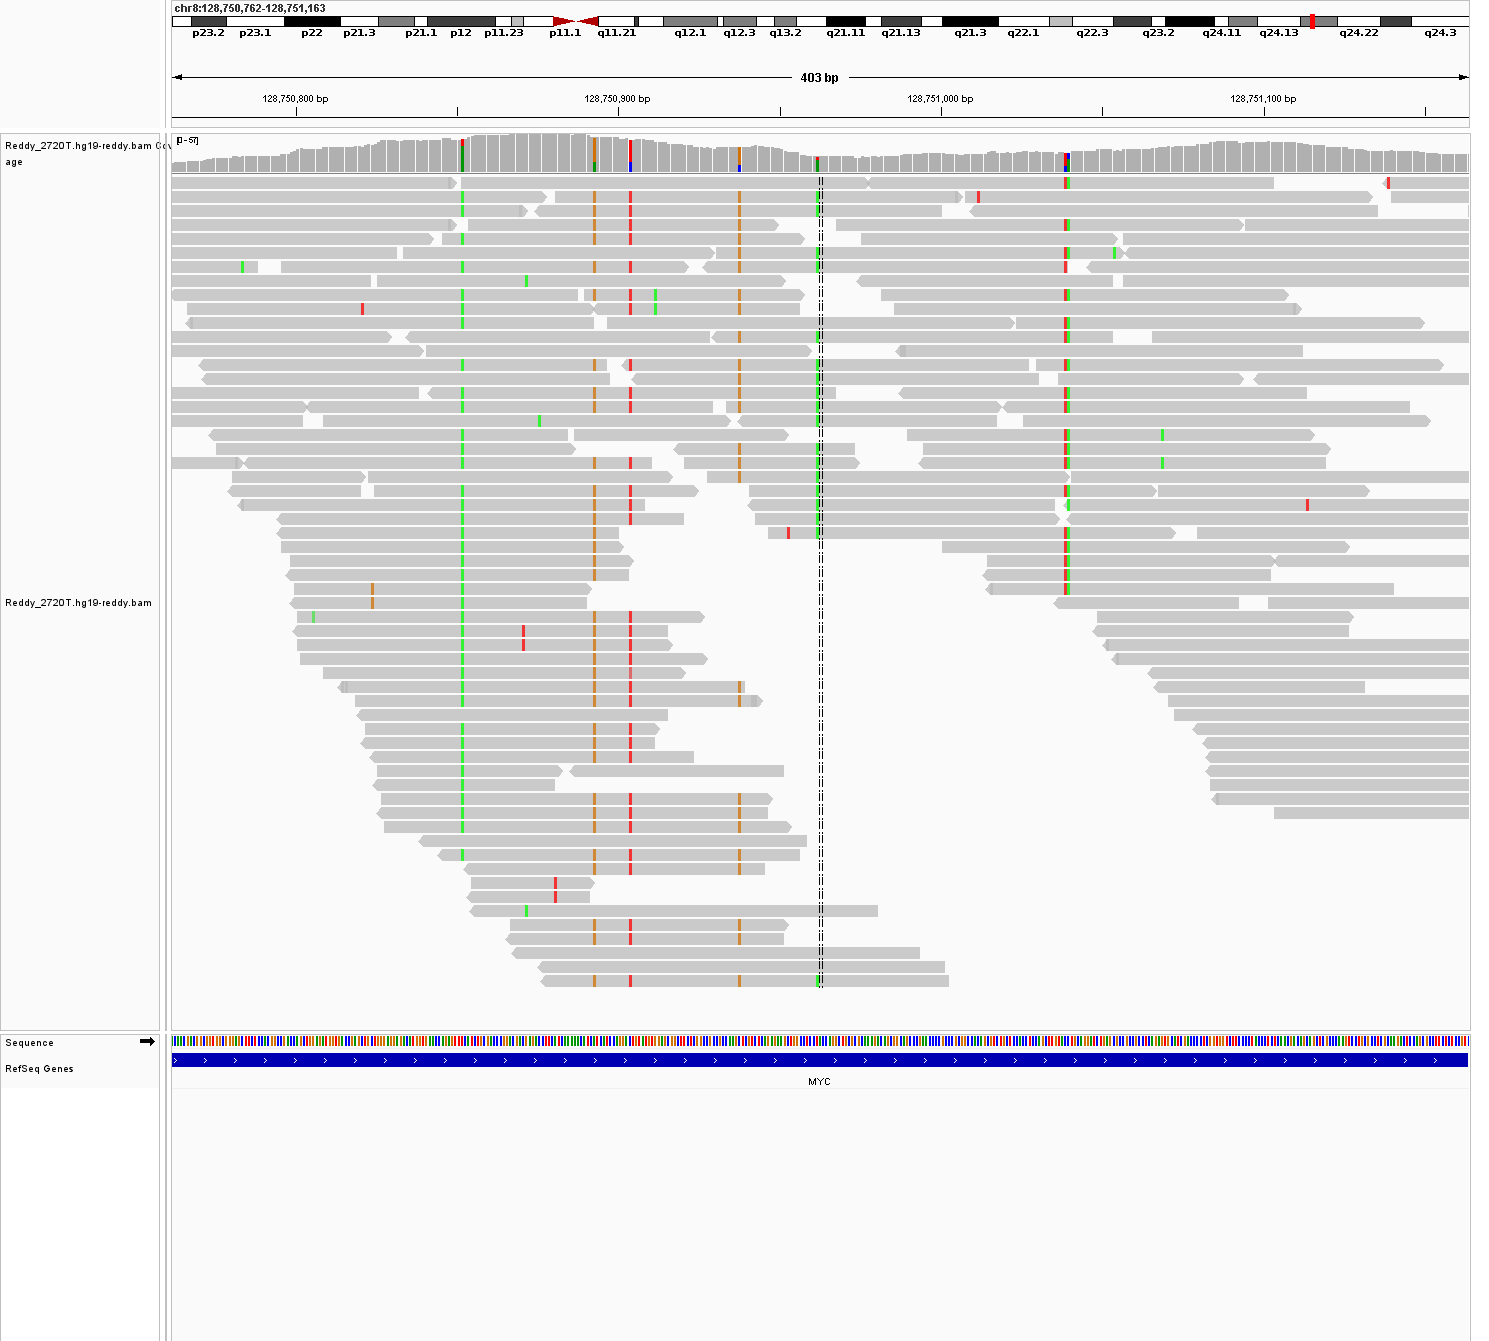 chr8:128,750,762-128,751,163
p23.2 p23.1 p22 p21.3 p21.1 p12 p11.23 p11.1 q11.21 q12.1 q12.3 q13.2 q21.11 q21.13 q21.3 q22.1 q22.3 q23.2 q24.11 q24.13 q24.22 q24.3
403 bp
128,750,800 bp 128,750,900 bp 128,751,000 bp 128,751,100 bp
Reddy_2720T.hg19-reddy.bam Cov
age
[0-57]
Reddy_2720T.hg19-reddy.bam
Sequence
RefSeq Genes
MYC